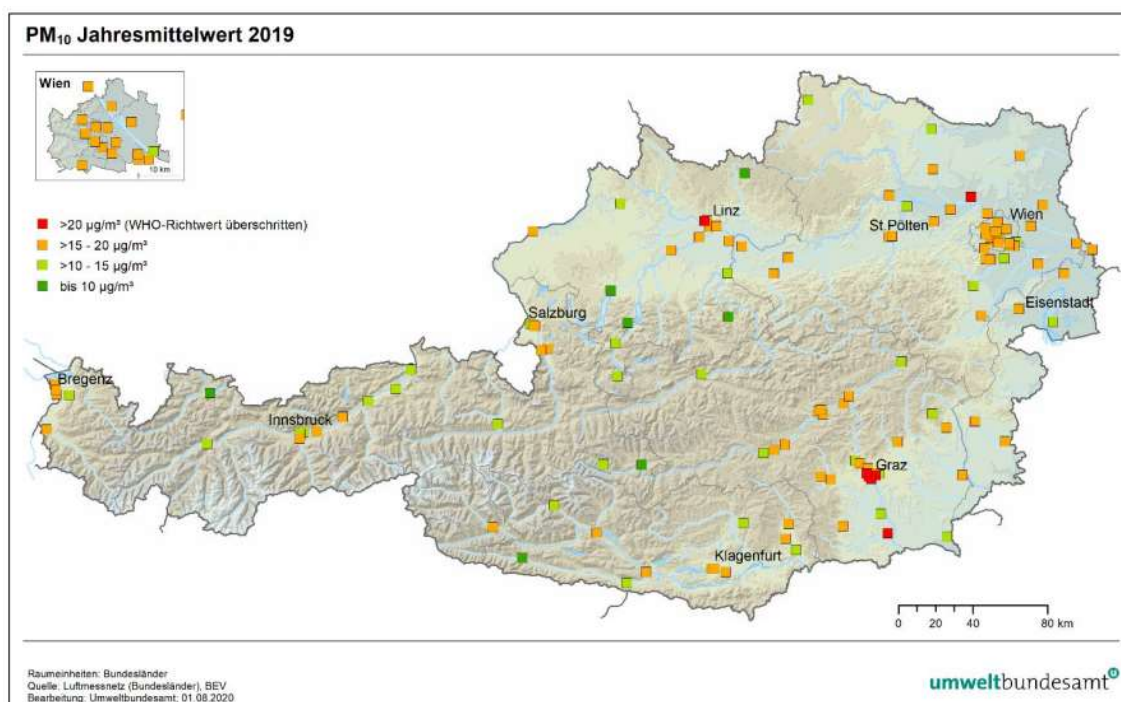 PM₁₀ Jahresmittelwert 2019
Wien
10 km
>20 µg/m³ (WHO-Richtwert überschritten)
>15 - 20 µg/m³
>10 - 15 µg/m³
bis 10 µg/m³
Linz
St.Pölten
Wien
Eisenstadt
Salzburg
Bregenz
Innsbruck
Graz
Klagenfurt
0 20 40 80 km
Raumeinheiten: Bundesländer
Quelle: Luftmessnetz (Bundesländer), BEV
Bearbeitung: Umweltbundesamt; 01.08.2020
umweltbundesamt